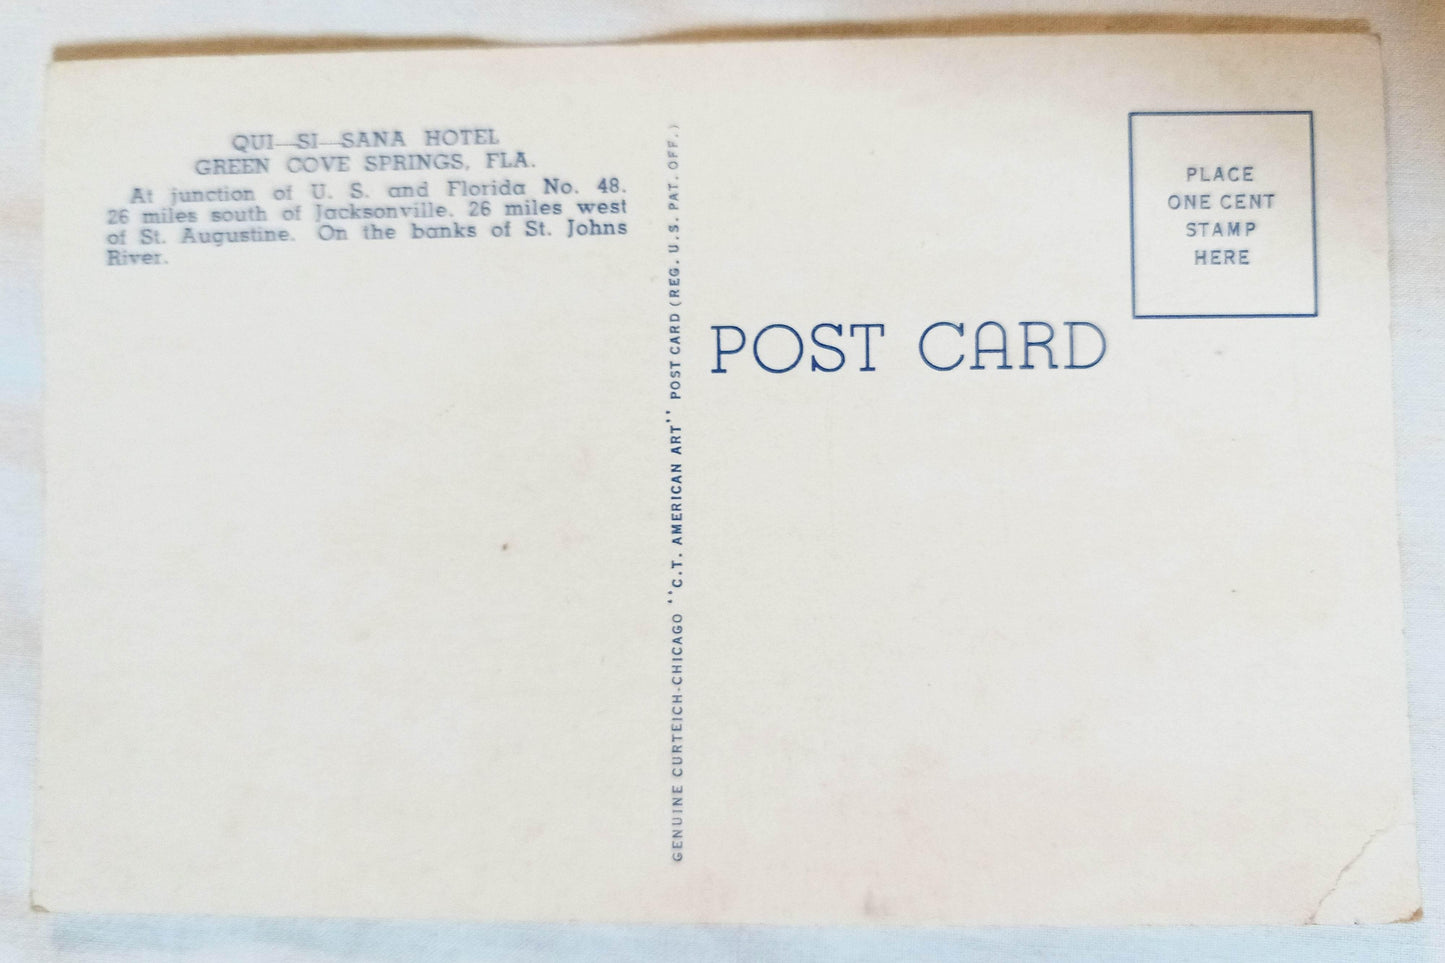 QUI—SI—SANA HOTEL
GREEN COVE SPRINGS, FLA.
At junction of U. S. and Florida No. 48.
26 miles south of Jacksonville. 26 miles west
of St. Augustine. On the banks of St. Johns
River.
GENUINE CURTEICH-CHICAGO "C.T. AMERICAN ART" POST CARD (REG. U.S. PAT. OFF.)
POST CARD
PLACE
ONE CENT
STAMP
HERE